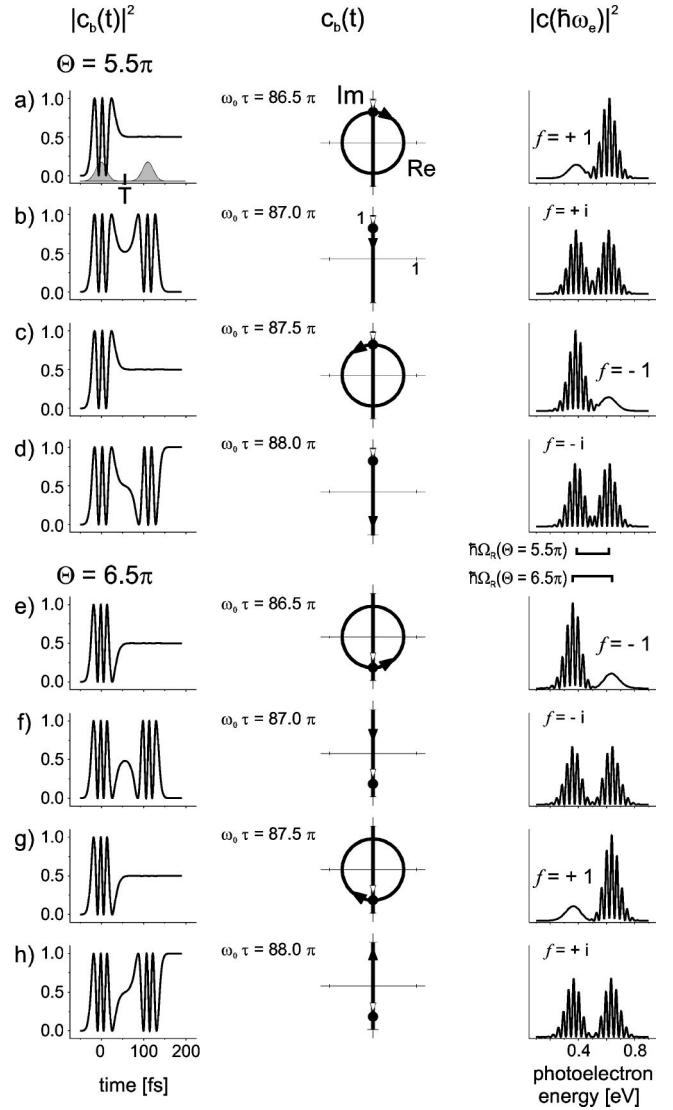 |c_b(t)|² c_b(t) |c(ħω_e)|²
Θ = 5.5π
a) 1.0 0.5 0.0 T ω₀ τ = 86.5 π Im Re f = + 1
b) 1.0 0.5 0.0 ω₀ τ = 87.0 π 1 1 f = + i
c) 1.0 0.5 0.0 ω₀ τ = 87.5 π f = - 1
d) 1.0 0.5 0.0 ω₀ τ = 88.0 π f = - i
ħΩ_R(Θ = 5.5π)
ħΩ_R(Θ = 6.5π)
Θ = 6.5π
e) 1.0 0.5 0.0 ω₀ τ = 86.5 π f = - 1
f) 1.0 0.5 0.0 ω₀ τ = 87.0 π f = - i
g) 1.0 0.5 0.0 ω₀ τ = 87.5 π f = + 1
h) 1.0 0.5 0.0 ω₀ τ = 88.0 π f = + i
0 100 200 0.4 0.8
time [fs] photoelectron
energy [eV]